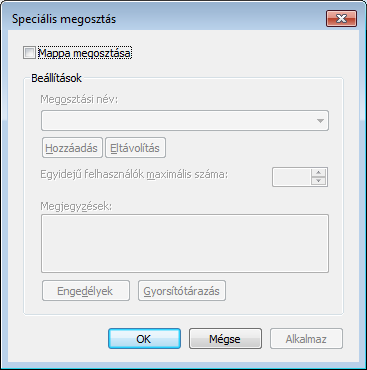 Speciális megosztás
Mappa megosztása
Beállítások
Megosztási név:
Hozzáadás Eltávolítás
Egyidejű felhasználók maximális száma:
Megjegyzések:
Engedélyek Gyorsítótárazás
OK Mégse Alkalmaz